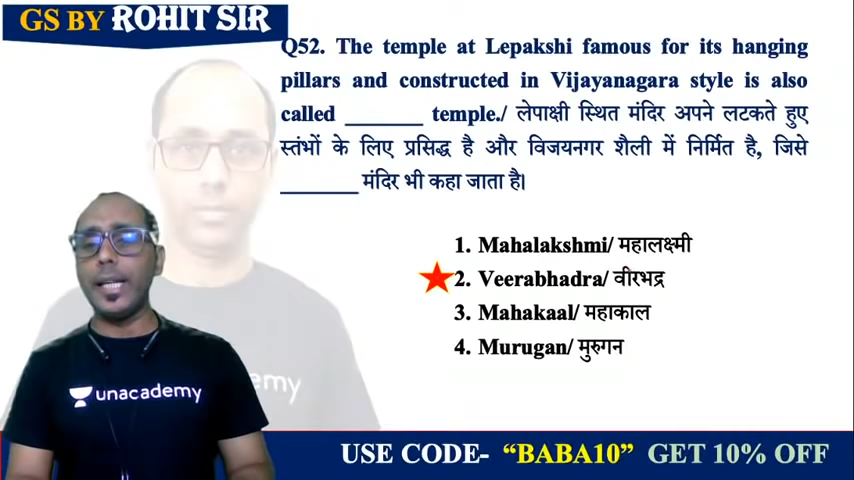 GS BY ROHIT SIR
Q52. The temple at Lepakshi famous for its hanging
pillars and constructed in Vijayanagara style is also
called _______ temple./ लेपाक्षी स्थित मंदिर अपने लटकते हुए
स्तंभों के लिए प्रसिद्ध है और विजयनगर शैली में निर्मित है, जिसे
_______ मंदिर भी कहा जाता है।
1. Mahalakshmi/ महालक्ष्मी
2. Veerabhadra/ वीरभद्र
3. Mahakaal/ महाकाल
4. Murugan/ मुरुगन
unacademy
emy
USE CODE- “BABA10” GET 10% OFF